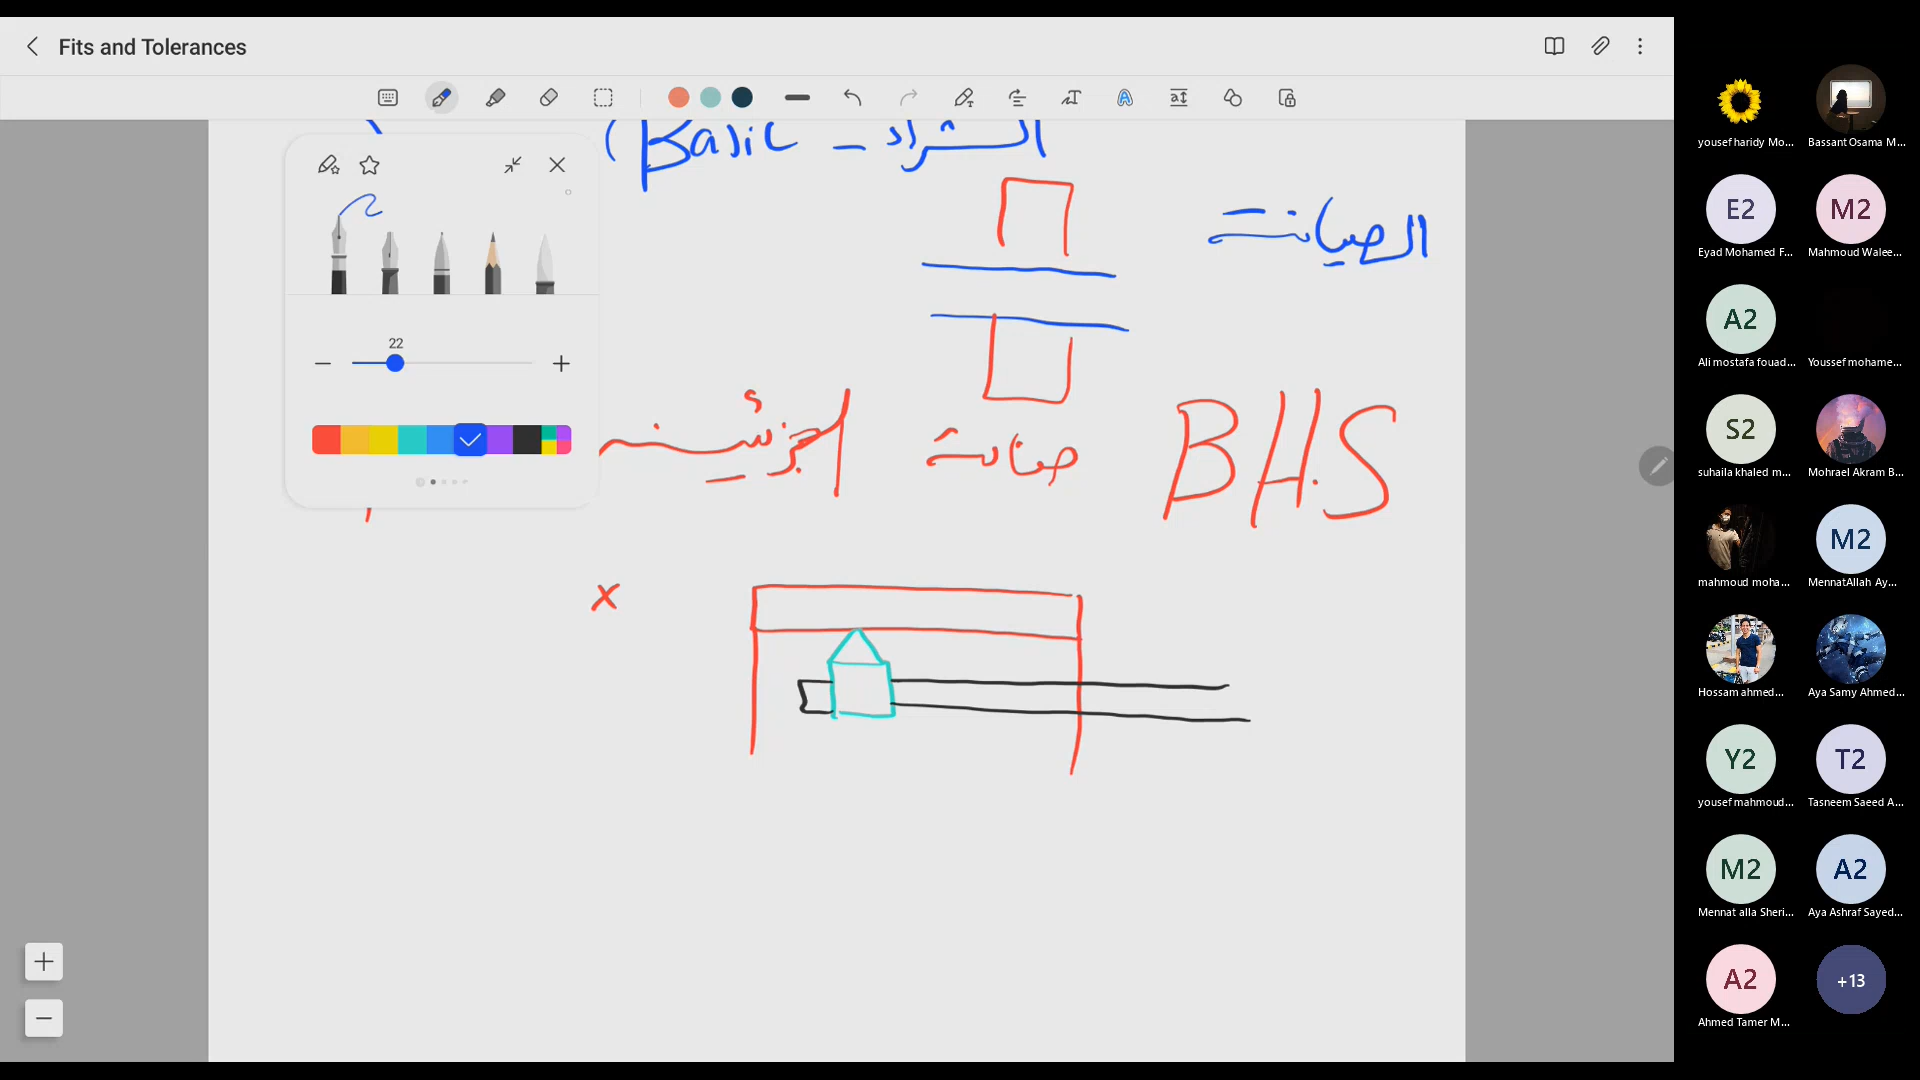 Fits and Tolerances
(Basic - الشراد
الصيانة
22
BHS صيانة
x
yousef haridy Mo... Bassant Osama M...
E2 M2
Eyad Mohamed F... Mahmoud Walee...
A2
Ali mostafa fouad... Youssef mohame...
S2
suhaila khaled m... Mohrael Akram B...
M2
mahmoud moha... MennatAllah Ay...
Hossam ahmed... Aya Samy Ahmed...
Y2 T2
yousef mahmoud... Tasneem Saeed A...
M2 A2
Mennat alla Sheri... Aya Ashraf Sayed...
A2 +13
Ahmed Tamer M...